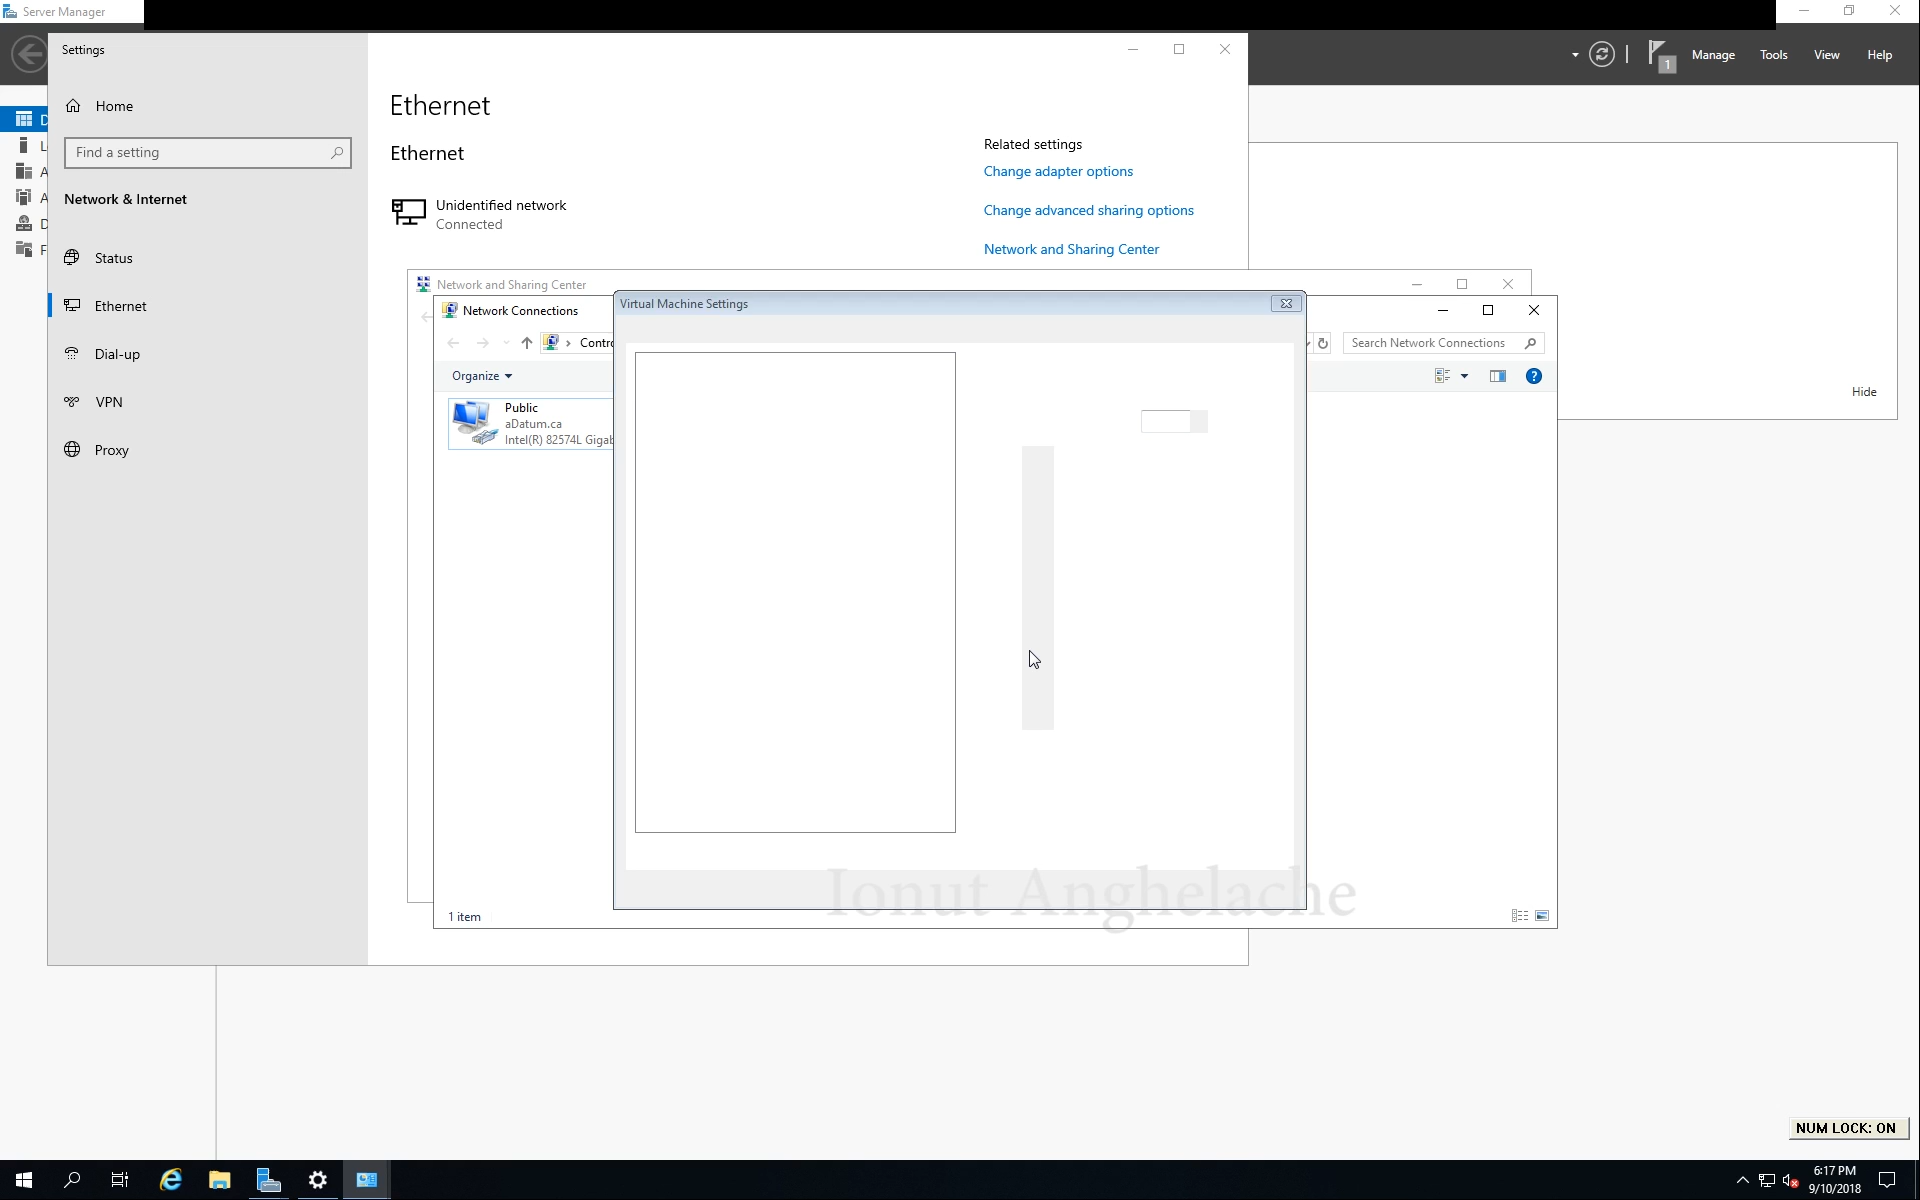 Server Manager
Manage
Tools
View
Help
1
Settings
Home
Find a setting
Network & Internet
Status
Ethernet
Dial-up
VPN
Proxy
Ethernet
Ethernet
Unidentified network
Connected
Related settings
Change adapter options
Change advanced sharing options
Network and Sharing Center
Network and Sharing Center
Network Connections
Search Network Connections
Organize
Public
aDatum.ca
Intel(R) 82574L
1 item
Virtual Machine Settings
Hide
Ionut Anghelache
NUM LOCK: ON
6:17 PM
9/10/2018